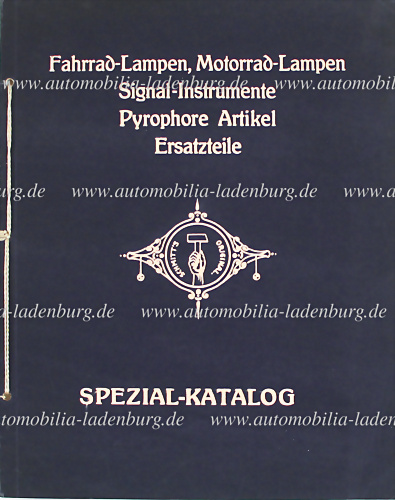 Fahrrad-Lampen, Motorrad-Lampen
www.automobilia-ladenburg.de
Signal-Instrumente
Pyrophore Artikel
Ersatzteile
www.automobilia-ladenburg.de
ORIGINAL
www.automobilia-ladenburg.de
SPEZIAL-KATALOG
www.automobilia-ladenburg.de